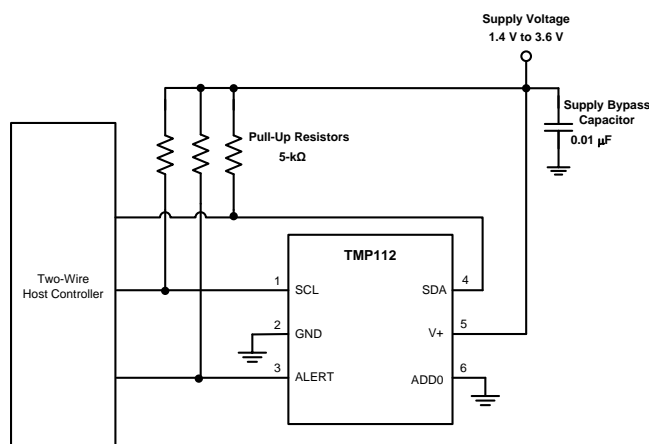 Supply Voltage
1.4 V to 3.6 V
Supply Bypass
Capacitor
0.01 μF
Pull-Up Resistors
5-kΩ
Two-Wire
Host Controller
TMP112
1
SCL
SDA
4
2
GND
V+
5
3
ALERT
ADD0
6